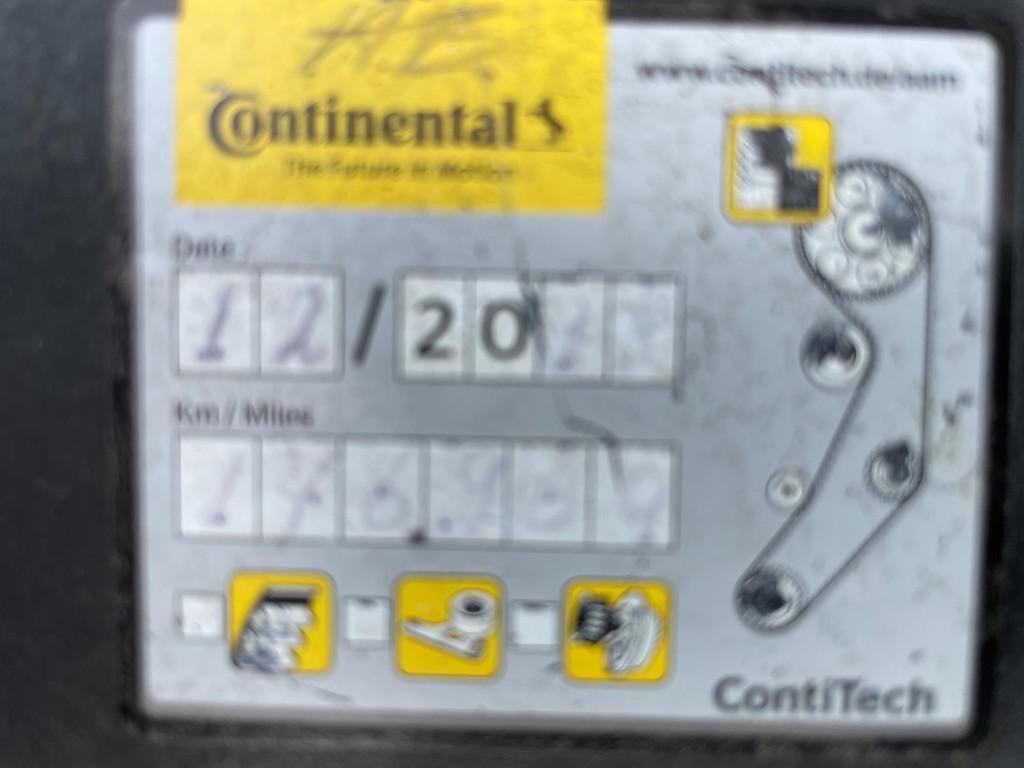 A.E.
Continental
The Future in Motion
www.contitech.de/aam
Date:
12/20
Km / Miles
ContiTech